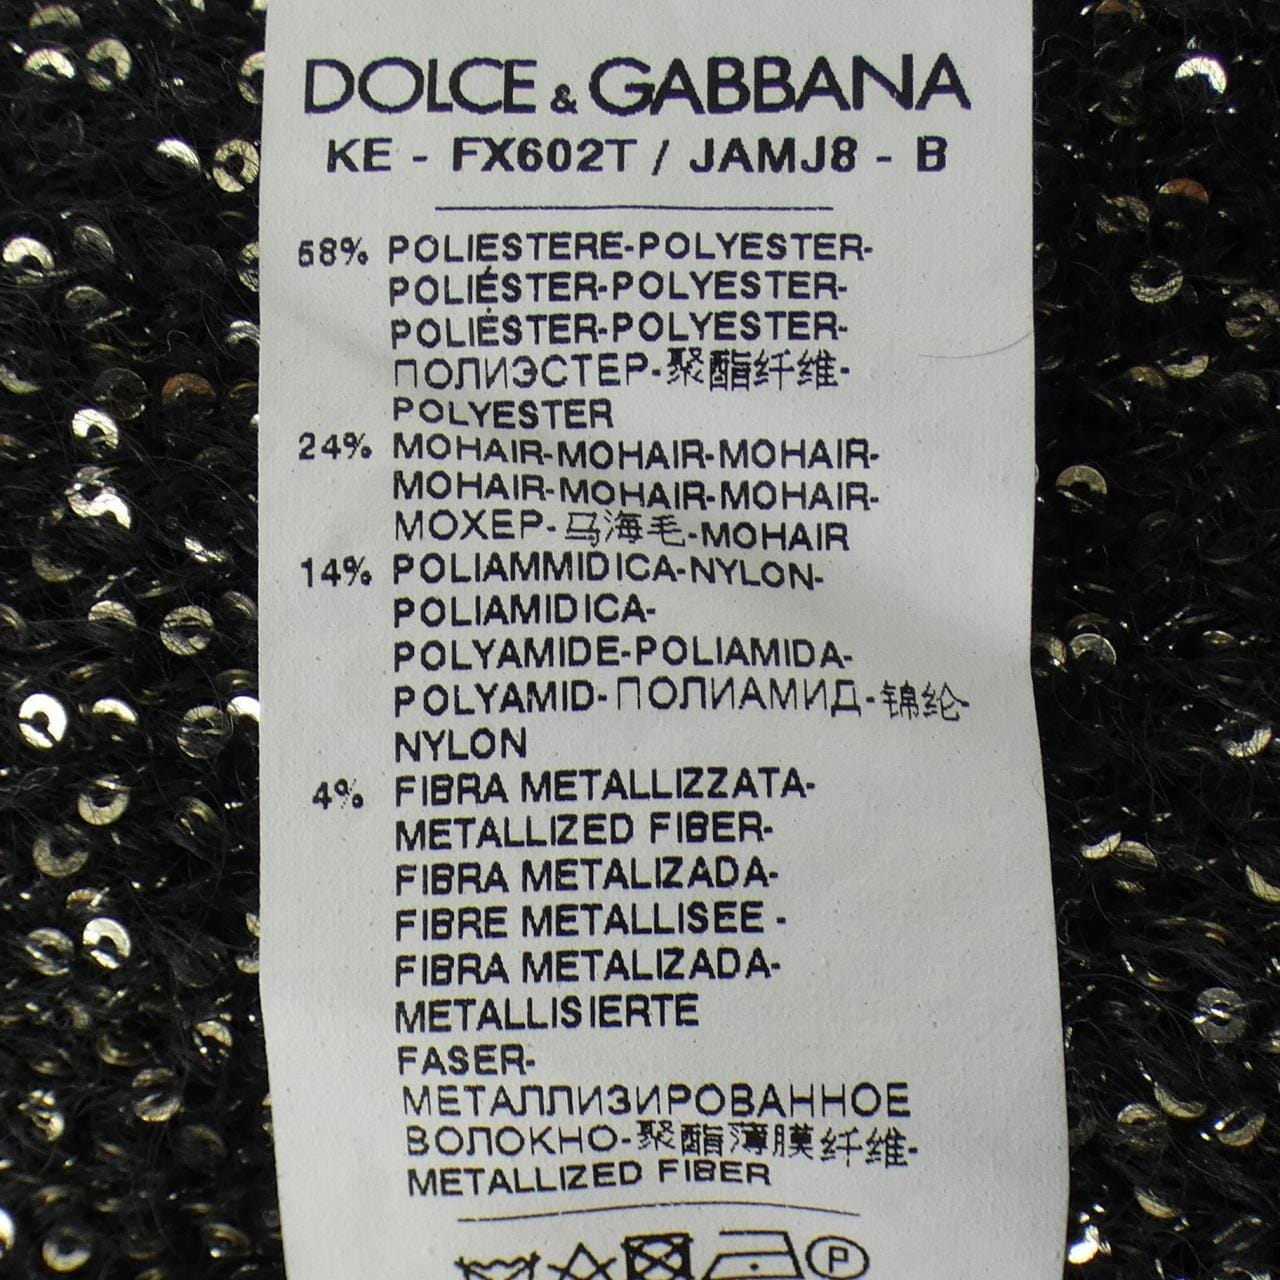 DOLCE & GABBANA
KE - FX602T / JAMJ8 - B
58% POLIESTERE-POLYESTER-
POLIÉSTER-POLYESTER-
POLIÉSTER-POLYESTER-
ПОЛИЭСТЕР-聚酯纤维-
POLYESTER
24% MOHAIR-MOHAIR-MOHAIR-
MOHAIR-MOHAIR-MOHAIR-
МОХЕР-马海毛-MOHAIR
14% POLIAMMIDICA-NYLON-
POLIAMIDICA-
POLYAMIDE-POLIAMIDA-
POLYAMID-ПОЛИАМИД-锦纶-
NYLON
4% FIBRA METALLIZZATA-
METALLIZED FIBER-
FIBRA METALIZADA-
FIBRE METALLISEE -
FIBRA METALIZADA-
METALLISIERTE
FASER-
МЕТАЛЛИЗИРОВАННОЕ
ВОЛОКНО-聚酯薄膜纤维-
METALLIZED FIBER
P